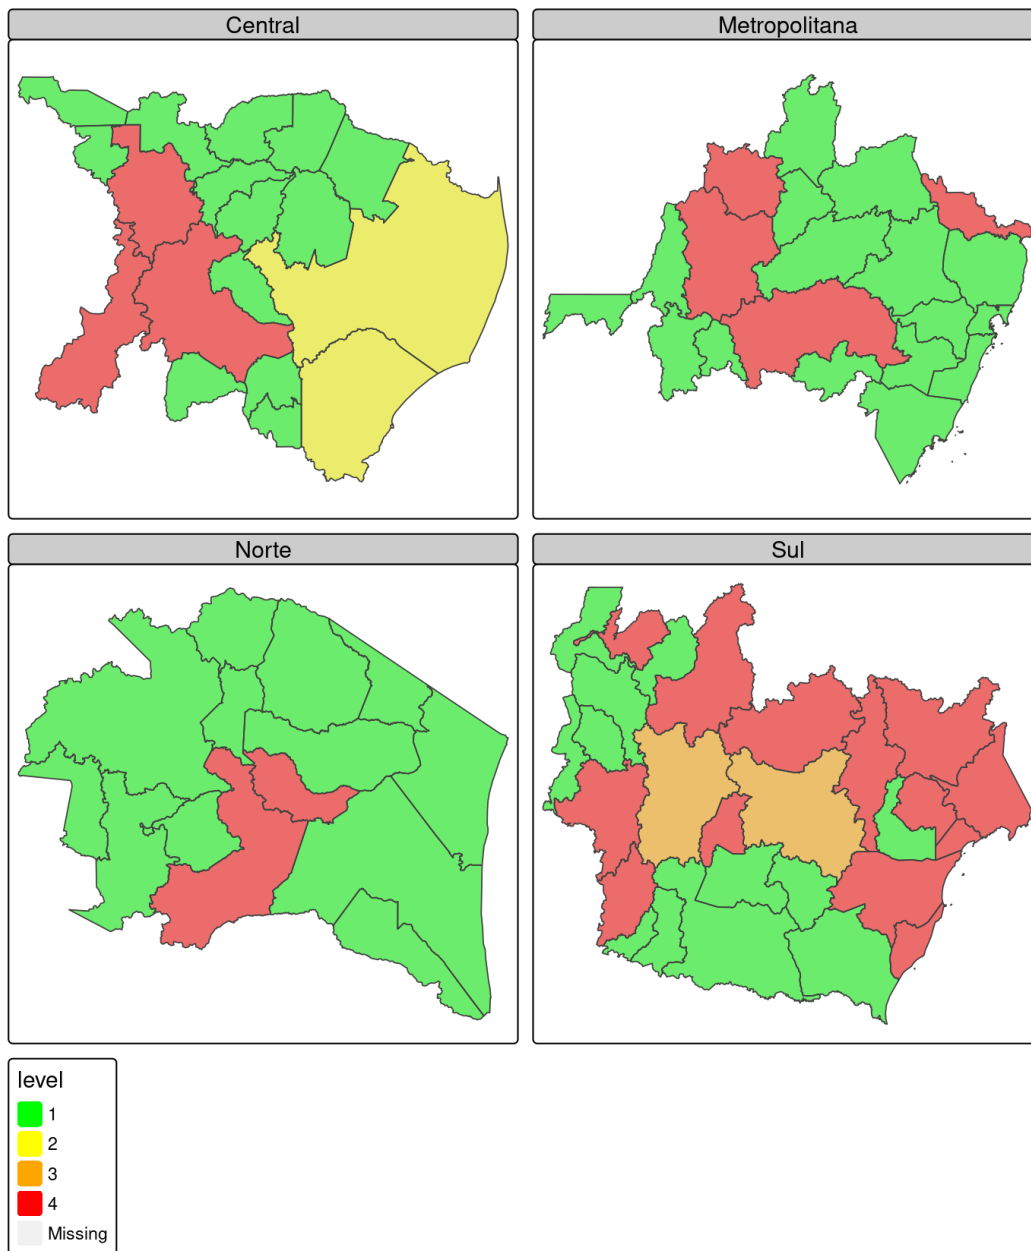 Central
Metropolitana
Norte
Sul
level
1
2
3
4
Missing